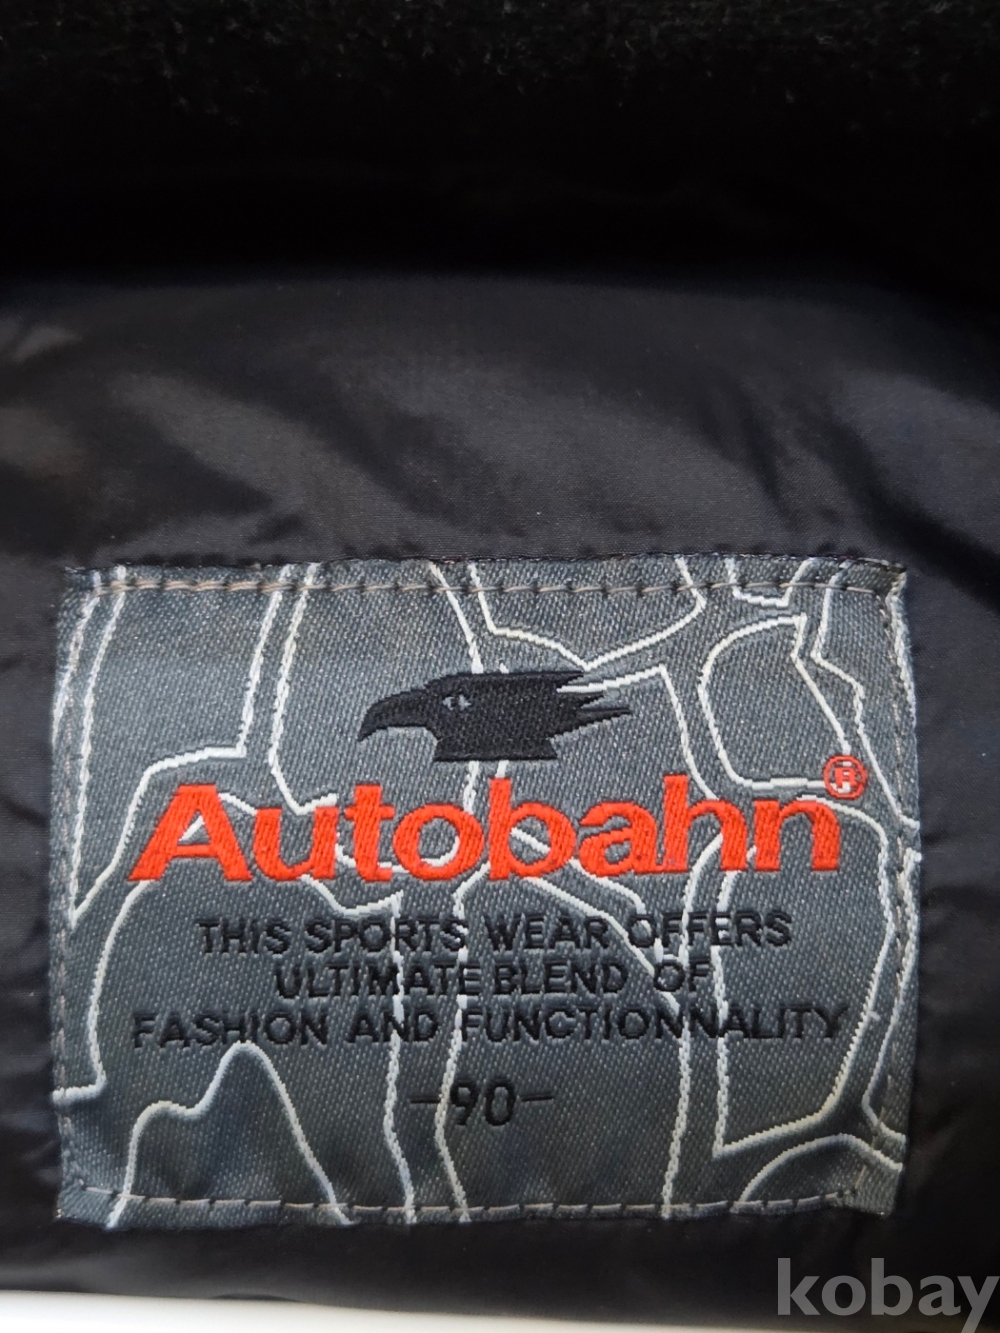 Autobahn®
THIS SPORTS WEAR OFFERS
ULTIMATE BLEND OF
FASHION AND FUNCTIONNALITY
-90-
kobay